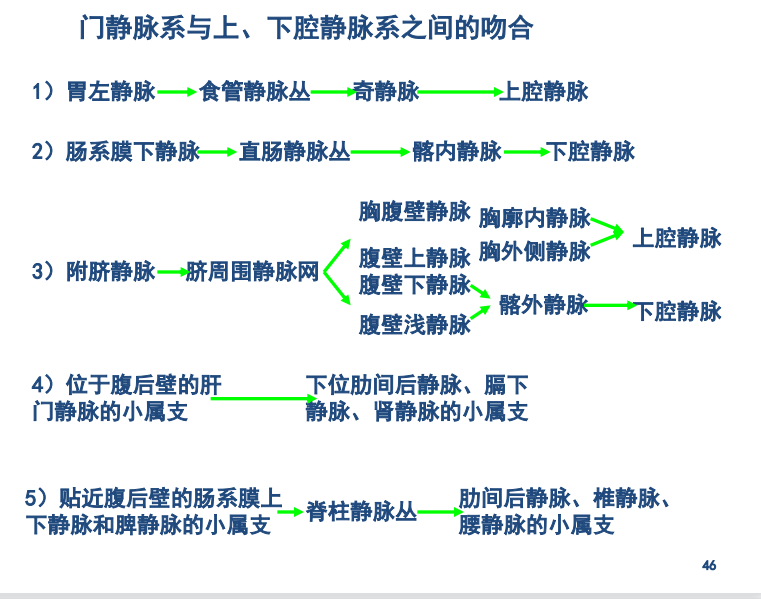 门静脉系与上、下腔静脉系之间的吻合
1）胃左静脉 食管静脉丛 奇静脉 上腔静脉
2）肠系膜下静脉 直肠静脉丛 髂内静脉 下腔静脉
胸腹壁静脉 胸廓内静脉
腹壁上静脉 胸外侧静脉 上腔静脉
3）附脐静脉 脐周围静脉网
腹壁下静脉 髂外静脉 下腔静脉
腹壁浅静脉
4）位于腹后壁的肝 下位肋间后静脉、膈下
门静脉的小属支 静脉、肾静脉的小属支
5）贴近腹后壁的肠系膜上 脊柱静脉丛 肋间后静脉、椎静脉、
下静脉和脾静脉的小属支 腰静脉的小属支
46